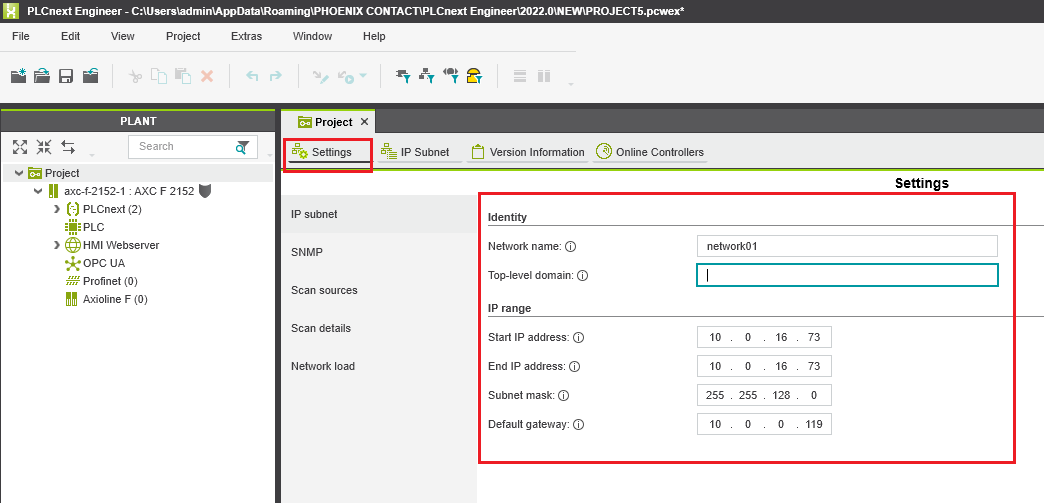 PLCnext Engineer - C:\Users\admin\AppData\Roaming\PHOENIX CONTACT\PLCnext Engineer\2022.0\NEW\PROJECT5.pcwex*
File Edit View Project Extras Window Help
PLANT
Project
Search
Settings IP Subnet Version Information Online Controllers
Project
axc-f-2152-1 : AXC F 2152
PLCnext (2)
PLC
HMI Webserver
OPC UA
Profinet (0)
Axioline F (0)
Settings
IP subnet
SNMP
Scan sources
Scan details
Network load
Identity
Network name: network01
Top-level domain:
IP range
Start IP address: 10 . 0 . 16 . 73
End IP address: 10 . 0 . 16 . 73
Subnet mask: 255 . 255 . 128 . 0
Default gateway: 10 . 0 . 0 . 119